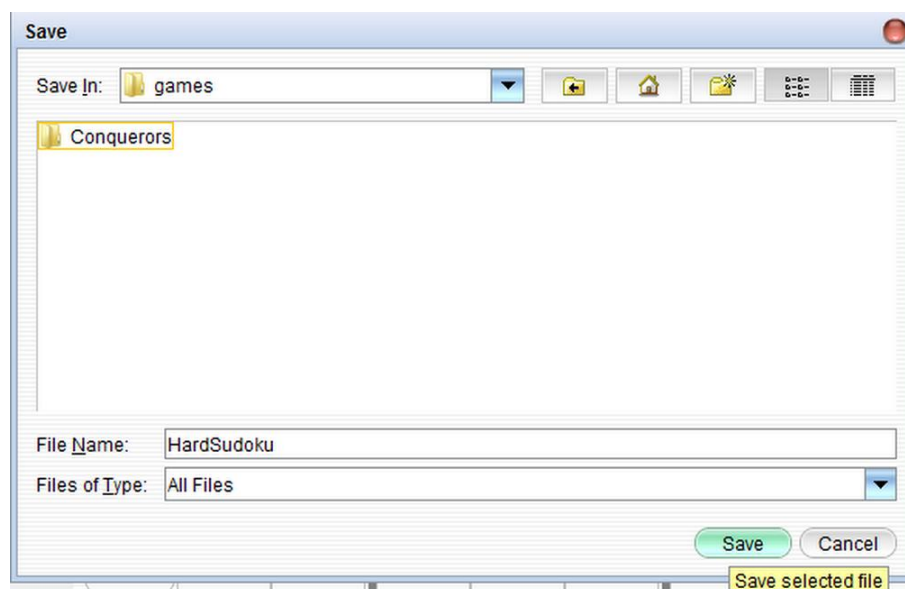 Save
Save In: games
Conquerors
File Name: HardSudoku
Files of Type: All Files
Save Cancel
Save selected file